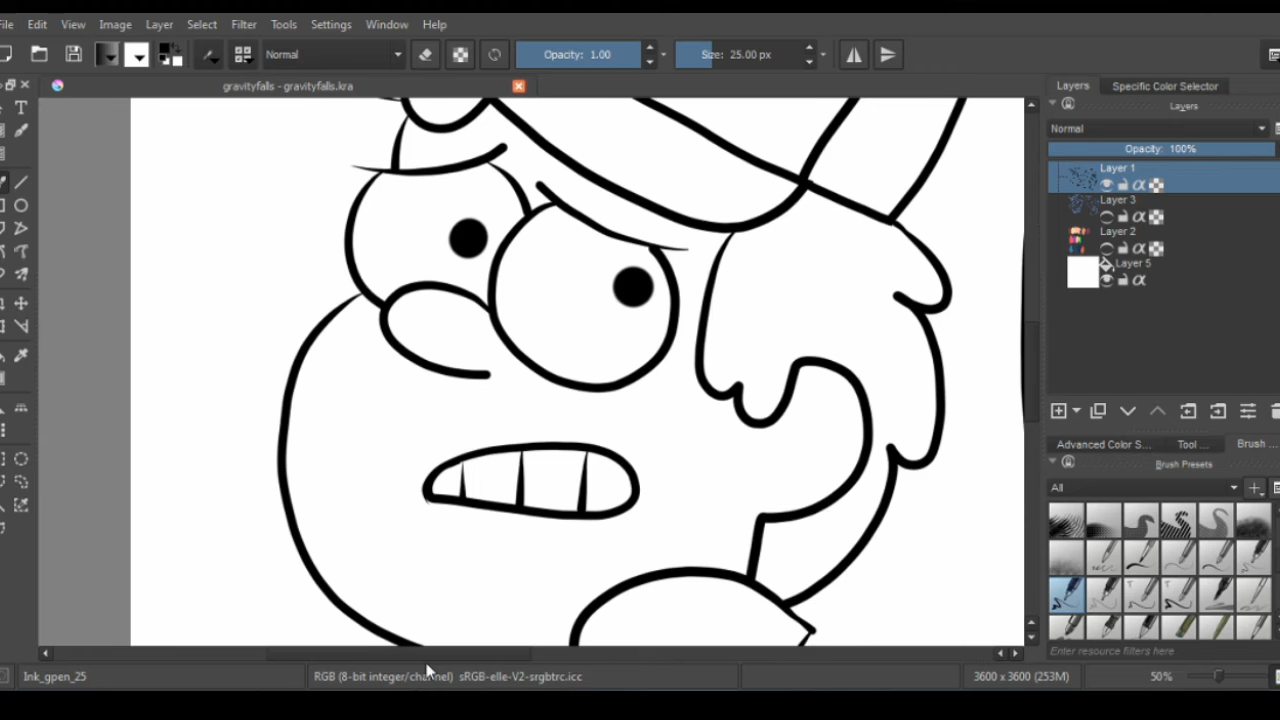 File Edit View Image Layer Select Filter Tools Settings Window Help
Normal Opacity: 1.00 Size: 25.00 px
gravityfalls - gravityfalls.kra
Layers Specific Color Selector
Layers
Normal
Opacity: 100%
Layer 1
Layer 3
Layer 2
Layer 5
Advanced Color S... Tool ... Brush ...
Brush Presets
All
Enter resource filters here
Ink_gpen_25 RGB (8-bit integer/channel) sRGB-elle-V2-srgbtrc.icc 3600 x 3600 (253M) 50%